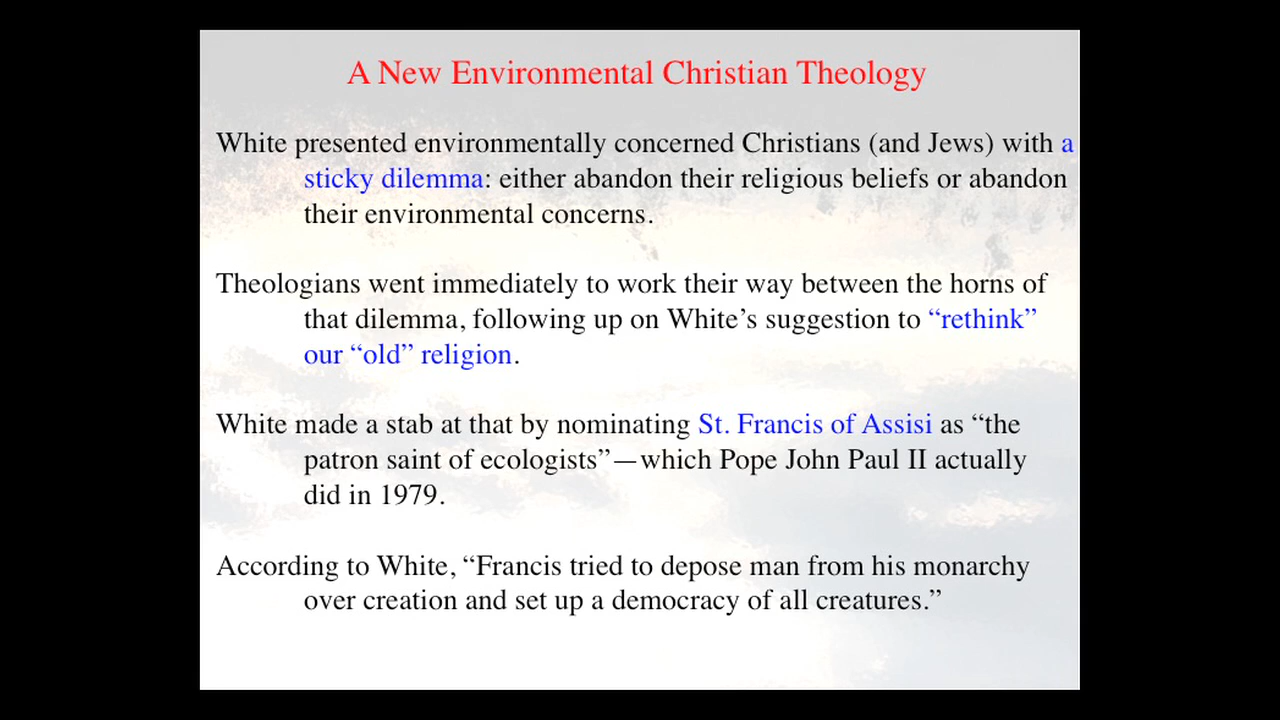 A New Environmental Christian Theology
White presented environmentally concerned Christians (and Jews) with a
sticky dilemma: either abandon their religious beliefs or abandon
their environmental concerns.
Theologians went immediately to work their way between the horns of
that dilemma, following up on White’s suggestion to “rethink”
our “old” religion.
White made a stab at that by nominating St. Francis of Assisi as “the
patron saint of ecologists”—which Pope John Paul II actually
did in 1979.
According to White, “Francis tried to depose man from his monarchy
over creation and set up a democracy of all creatures.”